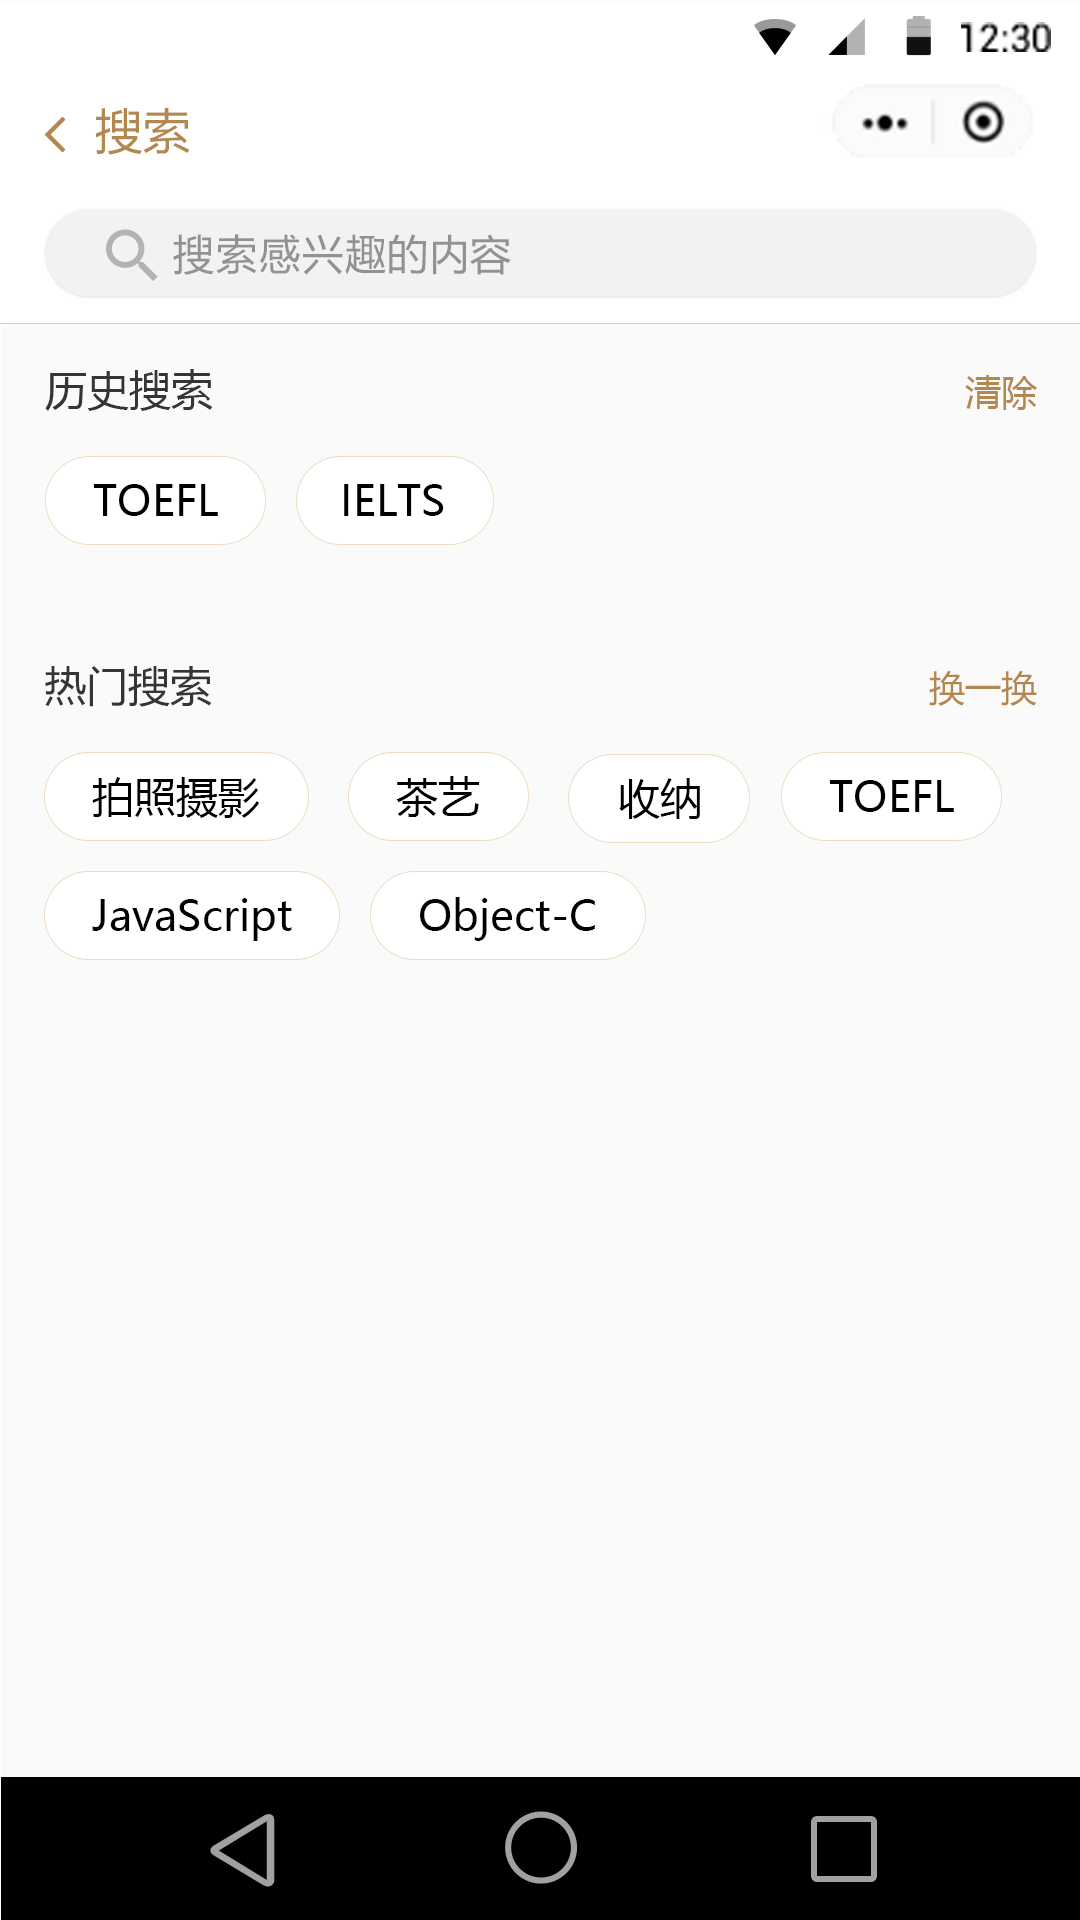 12:30
搜索
搜索感兴趣的内容
历史搜索 清除
TOEFL IELTS
热门搜索 换一换
拍照摄影 茶艺 收纳 TOEFL
JavaScript Object-C